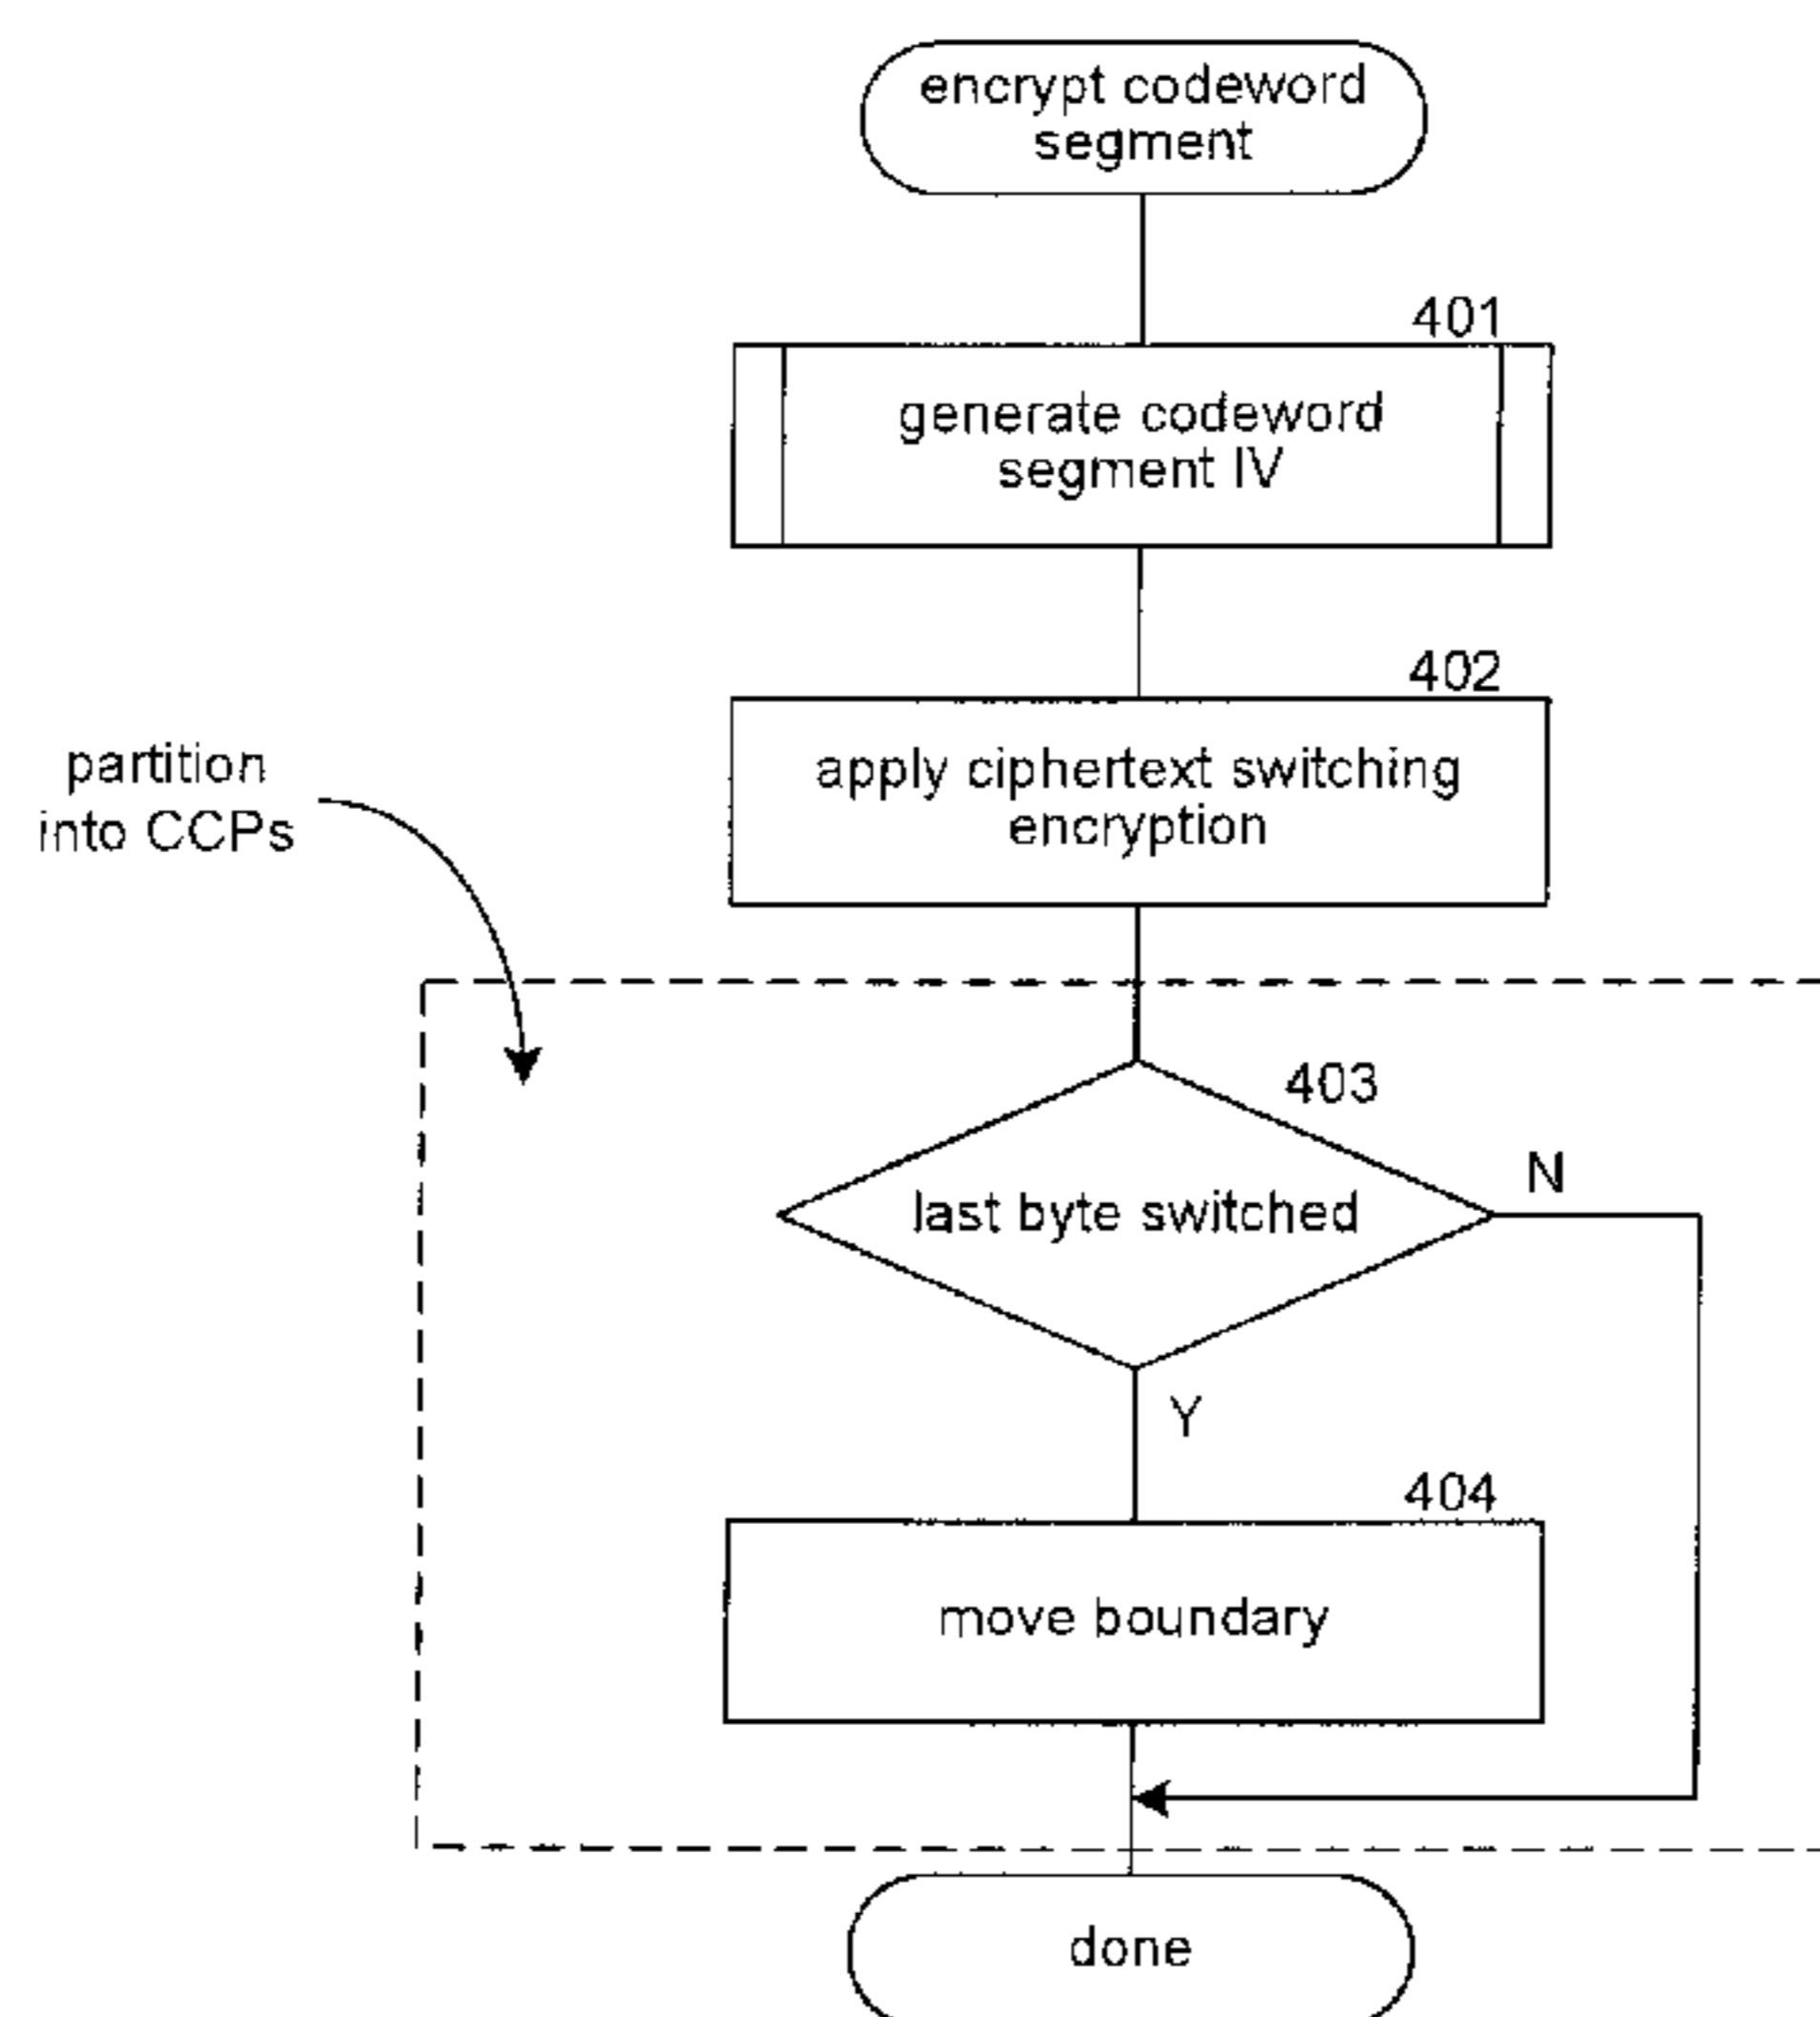 encrypt codeword
segment
401
generate codeword
segment IV
402
apply ciphertext switching
encryption
partition
into CCPs
403
last byte switched
N
Y
404
move boundary
done